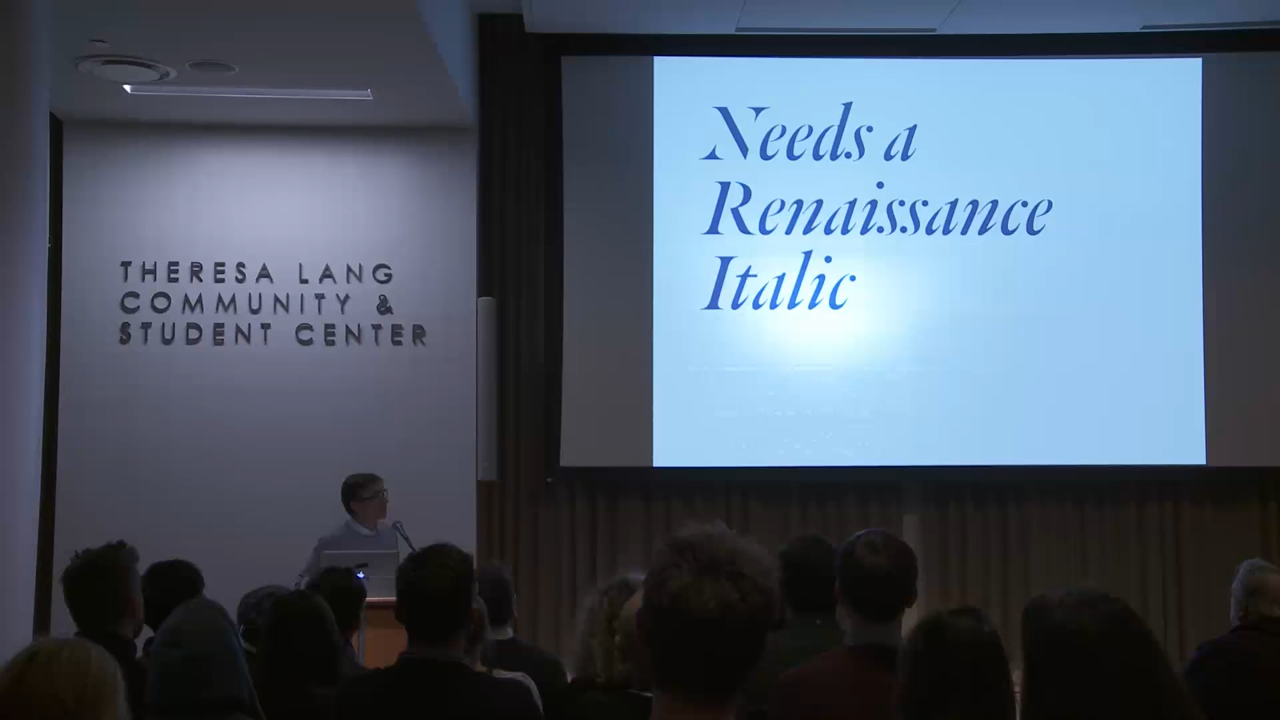 THERESA LANG
COMMUNITY &
STUDENT CENTER
Needs a
Renaissance
Italic